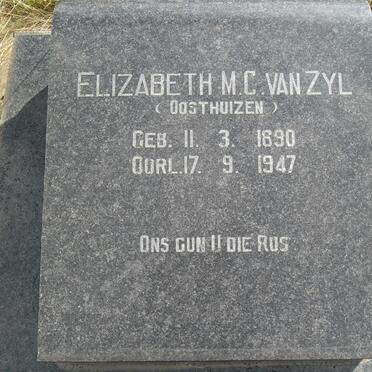 ELIZABETH M.C. VAN ZYL
( OOSTHUIZEN )
GEB. 11. 3. 1890
OORL. 17. 9. 1947
ONS GUN U DIE RUS